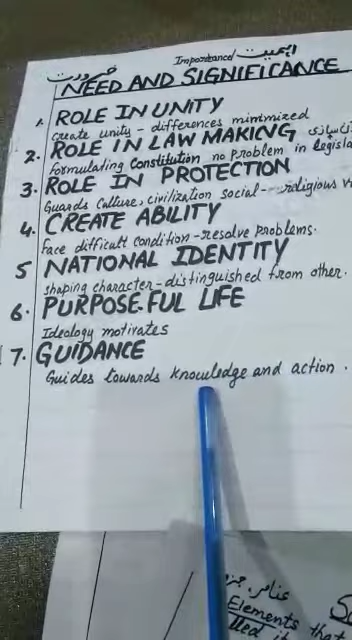 Importance اہمیت
ضرورت
NEED AND SIGNIFICANCE
1. ROLE IN UNITY
create unity - differences minimized
2. ROLE IN LAW MAKING
formulating Constitution no problem in legisla
3. ROLE IN PROTECTION
Guards culture, civilization social - religious v
4. CREATE ABILITY
face difficult condition - resolve problems.
5 NATIONAL IDENTITY
shaping character - distinguished from other.
6. PURPOSE-FUL LIFE
Ideology motivates
7. GUIDANCE
Guides towards knowledge and action.
عناصر
Elements tha